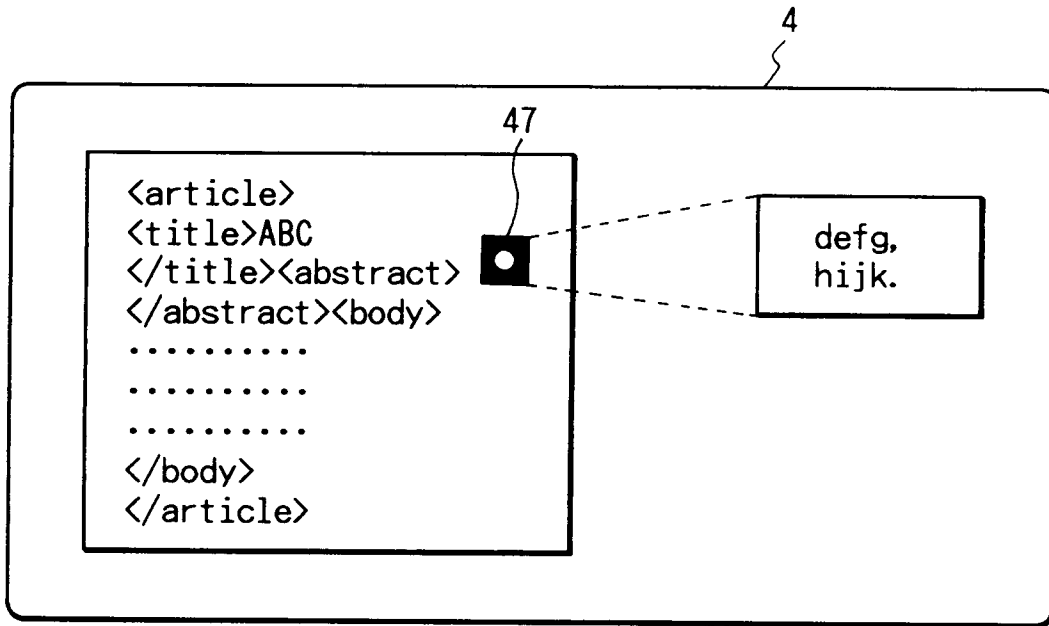 4
47
<article>
<title>ABC
</title><abstract>
</abstract><body>
..........
..........
..........
</body>
</article>
defg,
hijk.